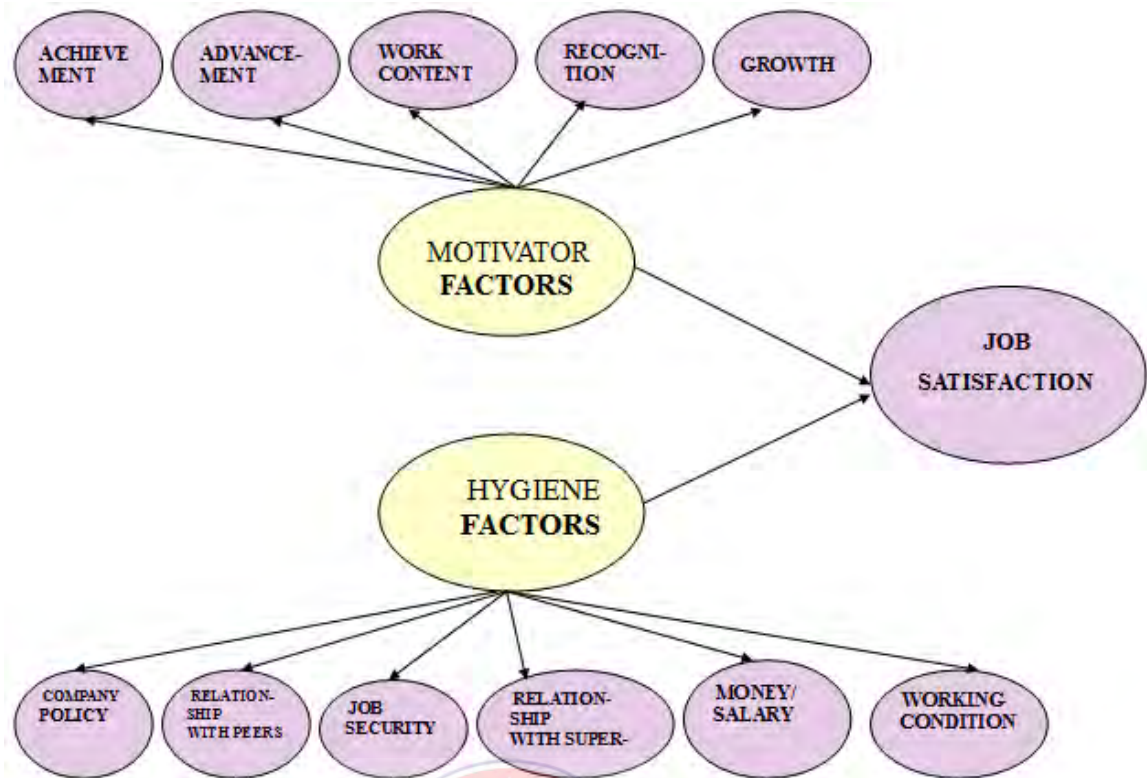 ACHIEVE
MENT
ADVANCE-
MENT
WORK
CONTENT
RECOGNI-
TION
GROWTH
MOTIVATOR
FACTORS
JOB
SATISFACTION
HYGIENE
FACTORS
COMPANY
POLICY
RELATION-
SHIP
WITH PEERS
JOB
SECURITY
RELATION-
SHIP
WITH SUPER-
MONEY/
SALARY
WORKING
CONDITION